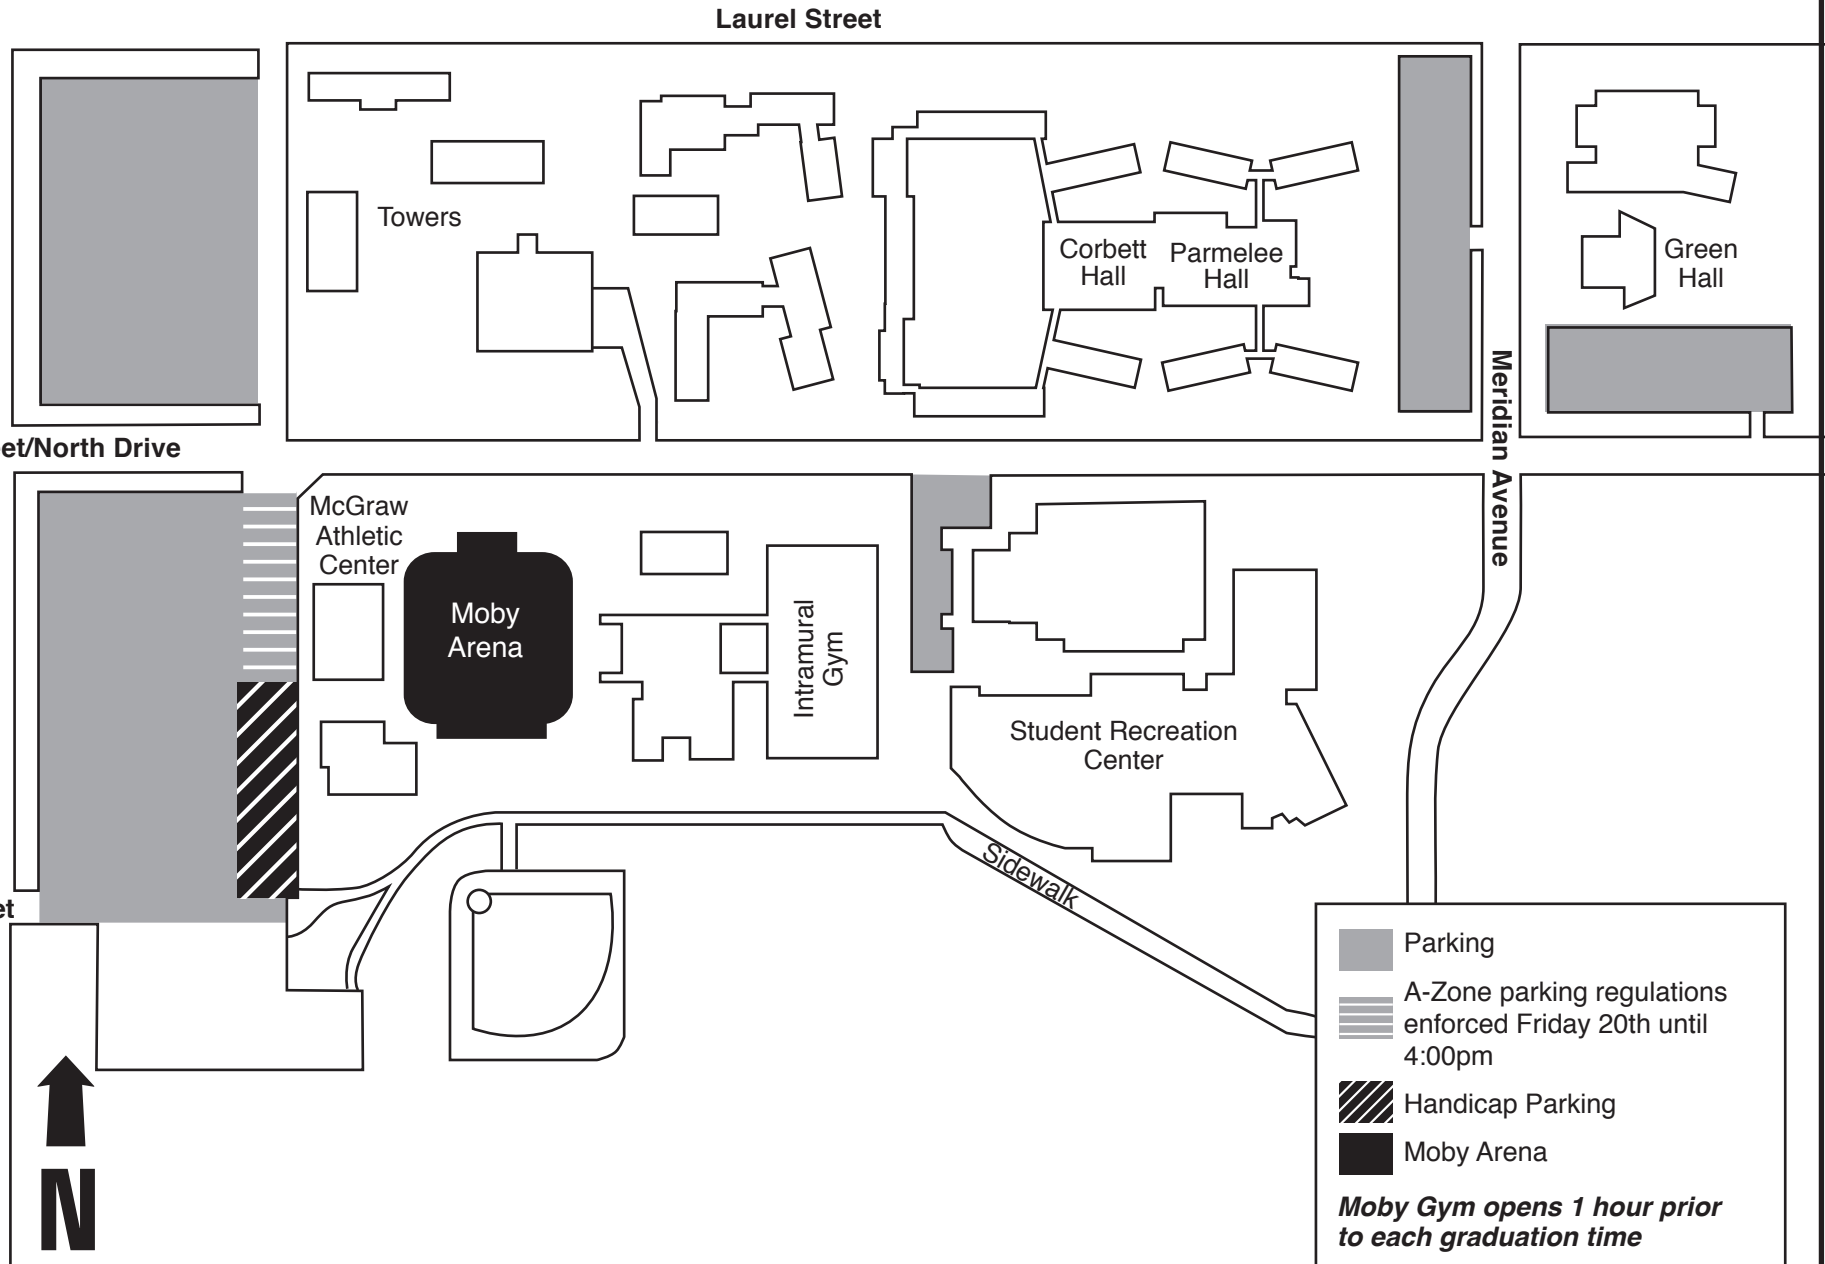 Laurel Street
Towers
Corbett
Hall
Parmelee
Hall
Green
Hall
Meridian Avenue
et/North Drive
McGraw
Athletic
Center
Moby
Arena
Intramural
Gym
Student Recreation
Center
Sidewalk
et
Parking
A-Zone parking regulations
enforced Friday 20th until
4:00pm
Handicap Parking
Moby Arena
Moby Gym opens 1 hour prior
to each graduation time
N